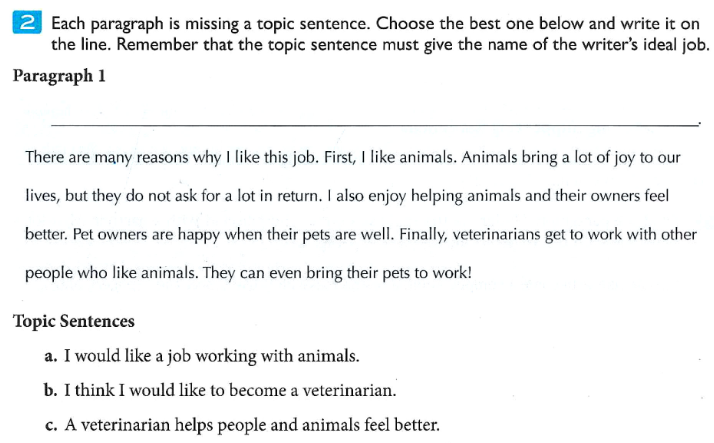 2 Each paragraph is missing a topic sentence. Choose the best one below and write it on
the line. Remember that the topic sentence must give the name of the writer's ideal job.
Paragraph 1
.
There are many reasons why I like this job. First, I like animals. Animals bring a lot of joy to our
lives, but they do not ask for a lot in return. I also enjoy helping animals and their owners feel
better. Pet owners are happy when their pets are well. Finally, veterinarians get to work with other
people who like animals. They can even bring their pets to work!
Topic Sentences
a. I would like a job working with animals.
b. I think I would like to become a veterinarian.
c. A veterinarian helps people and animals feel better.